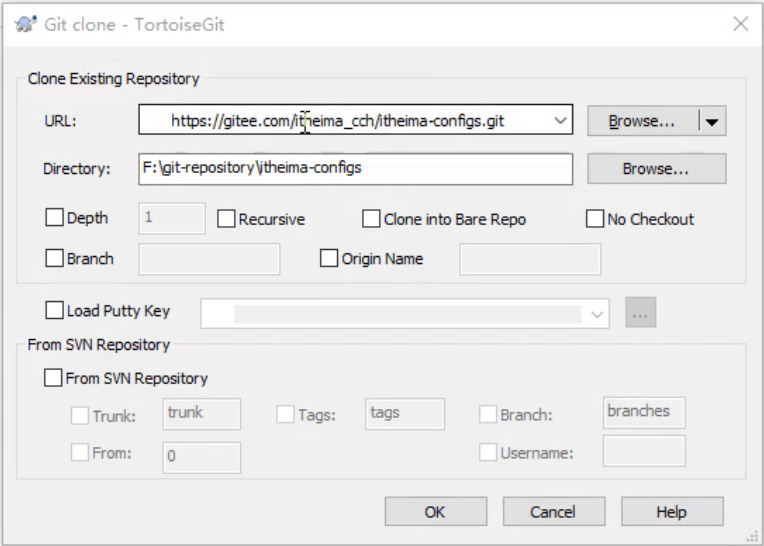 Git clone - TortoiseGit
Clone Existing Repository
URL: https://gitee.com/itheima_cch/itheima-configs.git Browse...
Directory: F:\git-repository\itheima-configs Browse...
Depth 1 Recursive Clone into Bare Repo No Checkout
Branch Origin Name
Load Putty Key ...
From SVN Repository
From SVN Repository
Trunk: trunk Tags: tags Branch: branches
From: 0 Username:
OK Cancel Help